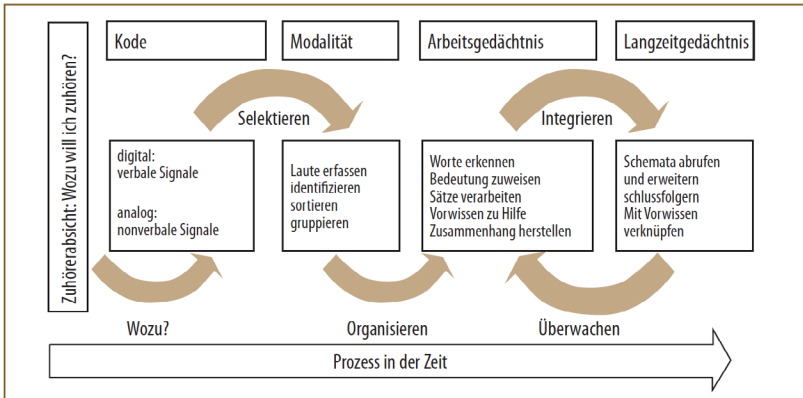 Zuhörerabsicht: Wozu will ich zuhören?
Kode
Modalität
Arbeitsgedächtnis
Langzeitgedächtnis
Selektieren
Integrieren
digital:
verbale Signale
analog:
nonverbale Signale
Laute erfassen
identifizieren
sortieren
gruppieren
Worte erkennen
Bedeutung zuweisen
Sätze verarbeiten
Vorwissen zu Hilfe
Zusammenhang herstellen
Schemata abrufen
und erweitern
schlussfolgern
Mit Vorwissen
verknüpfen
Wozu?
Organisieren
Überwachen
Prozess in der Zeit